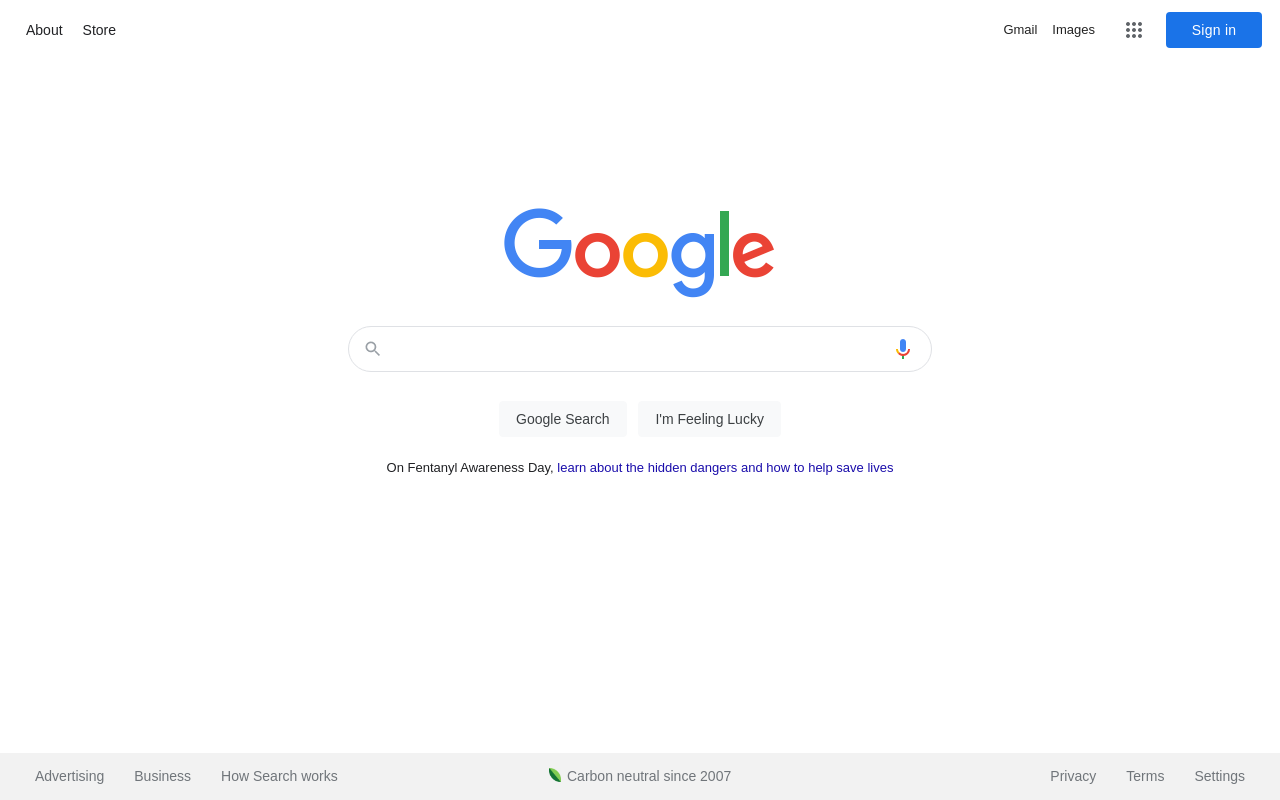 About Store Gmail Images Sign in
Google
Google Search I'm Feeling Lucky
On Fentanyl Awareness Day, learn about the hidden dangers and how to help save lives
Advertising Business How Search works Carbon neutral since 2007 Privacy Terms Settings